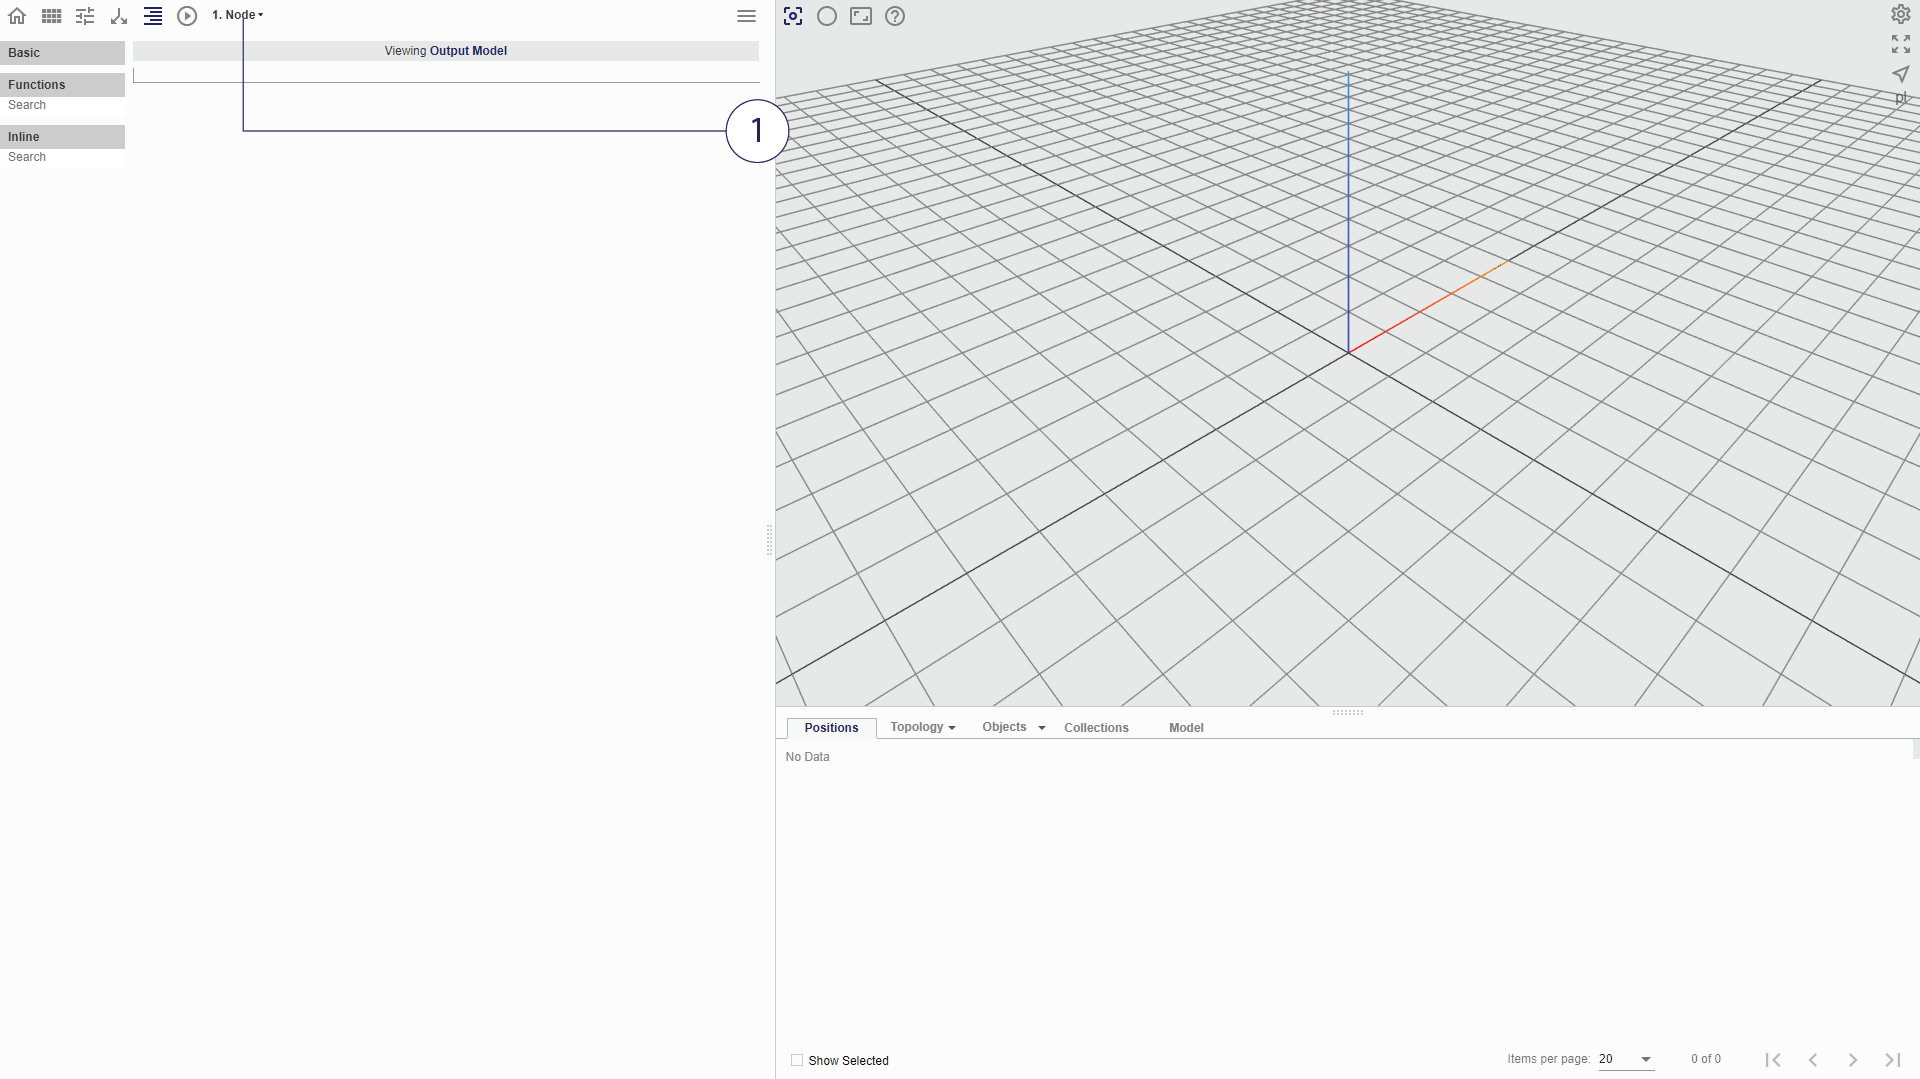 1. Node
Basic
Viewing Output Model
Functions
Search
Inline
Search
1
pl
Positions
Topology
Objects
Collections
Model
No Data
Show Selected
Items per page: 20
0 of 0